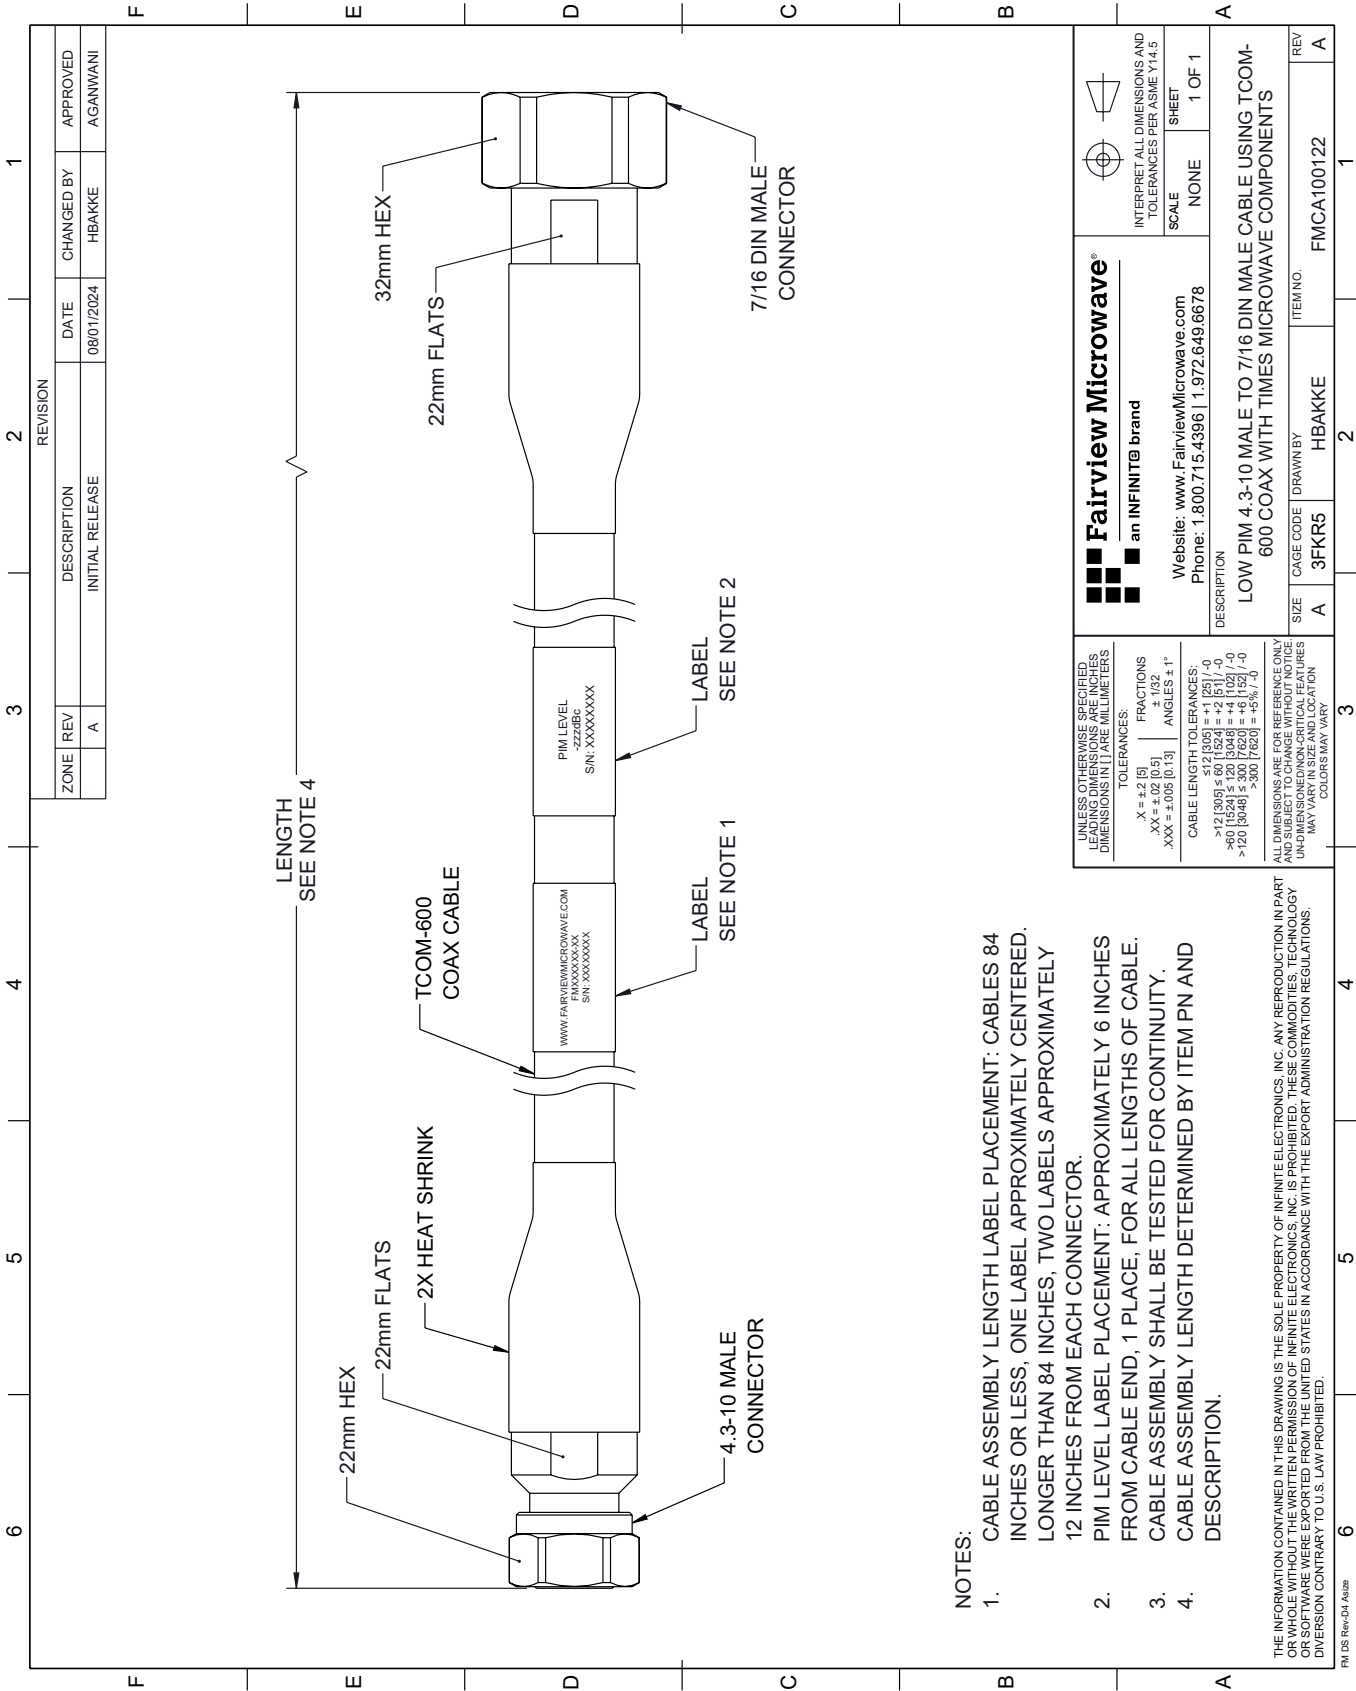 REVISION
ZONE REV DESCRIPTION DATE CHANGED BY APPROVED
A INITIAL RELEASE 08/01/2024 HBAKKE AGANWANI
6 5 4 3 2 1
F
E
D
C
B
A
LENGTH
SEE NOTE 4
22mm HEX
22mm FLATS
2X HEAT SHRINK
TCOM-600
COAX CABLE
32mm HEX
22mm FLATS
WWW.FAIRVIEWMICROWAVE.COM
FMXXXXX-XX
S/N: XXXXXXXX
PIM LEVEL
-zzzdBc
S/N: XXXXXXXX
4.3-10 MALE
CONNECTOR
LABEL
SEE NOTE 1
LABEL
SEE NOTE 2
7/16 DIN MALE
CONNECTOR
NOTES:
1. CABLE ASSEMBLY LENGTH LABEL PLACEMENT: CABLES 84
INCHES OR LESS, ONE LABEL APPROXIMATELY CENTERED.
LONGER THAN 84 INCHES, TWO LABELS APPROXIMATELY
12 INCHES FROM EACH CONNECTOR.
2. PIM LEVEL LABEL PLACEMENT: APPROXIMATELY 6 INCHES
FROM CABLE END, 1 PLACE, FOR ALL LENGTHS OF CABLE.
3. CABLE ASSEMBLY SHALL BE TESTED FOR CONTINUITY.
4. CABLE ASSEMBLY LENGTH DETERMINED BY ITEM PN AND
DESCRIPTION.
THE INFORMATION CONTAINED IN THIS DRAWING IS THE SOLE PROPERTY OF INFINITE ELECTRONICS, INC. ANY REPRODUCTION IN PART
OR WHOLE WITHOUT THE WRITTEN PERMISSION OF INFINITE ELECTRONICS, INC. IS PROHIBITED. THESE COMMODITIES, TECHNOLOGY
OR SOFTWARE WERE EXPORTED FROM THE UNITED STATES IN ACCORDANCE WITH THE EXPORT ADMINISTRATION REGULATIONS.
DIVERSION CONTRARY TO U.S. LAW PROHIBITED.
UNLESS OTHERWISE SPECIFIED
LEADING DIMENSIONS ARE INCHES
DIMENSIONS IN [ ] ARE MILLIMETERS
TOLERANCES:
.X = ±.2 [5] FRACTIONS
.XX = ±.02 [0.5] ± 1/32
.XXX = ±.005 [0.13] ANGLES ± 1°
CABLE LENGTH TOLERANCES:
≤12 [305] = +1 [25] / -0
>12 [305] ≤ 60 [1524] = +2 [51] / -0
>60 [1524] ≤ 120 [3048] = +4 [102] / -0
>120 [3048] ≤ 300 [7620] = +6 [152] / -0
>300 [7620] = +5% / -0
ALL DIMENSIONS ARE FOR REFERENCE ONLY
AND SUBJECT TO CHANGE WITHOUT NOTICE.
UN-DIMENSIONED/NON-CRITICAL FEATURES
MAY VARY IN SIZE AND LOCATION
COLORS MAY VARY
Fairview Microwave®
an INFINIT@ brand
Website: www.FairviewMicrowave.com
Phone: 1.800.715.4396 | 1.972.649.6678
INTERPRET ALL DIMENSIONS AND
TOLERANCES PER ASME Y14.5
SCALE SHEET
NONE 1 OF 1
DESCRIPTION
LOW PIM 4.3-10 MALE TO 7/16 DIN MALE CABLE USING TCOM-
600 COAX WITH TIMES MICROWAVE COMPONENTS
SIZE CAGE CODE DRAWN BY ITEM NO. REV
A 3FKR5 HBAKKE FMCA100122 A
F
E
D
C
B
A
6 5 4 3 2 1
FM DS Rev-D4 Asize